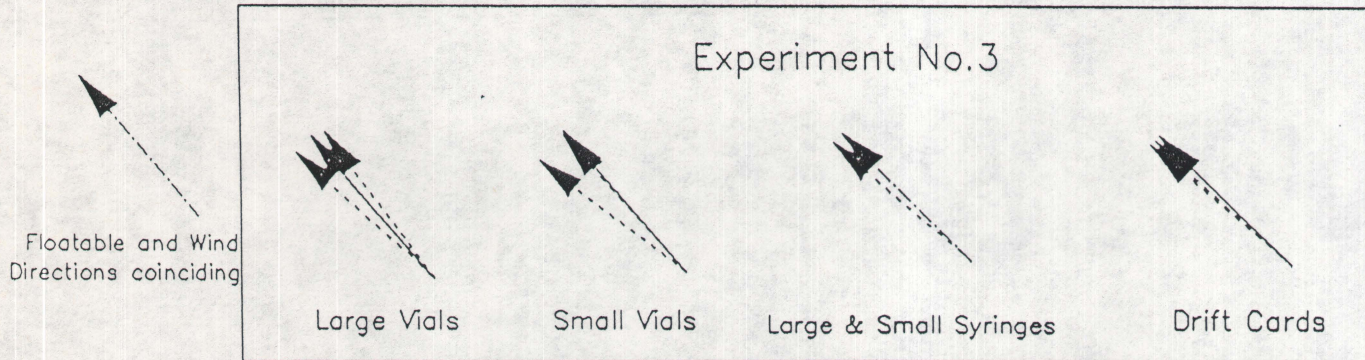 Experiment No.3
Floatable and Wind
Directions coinciding
Large Vials
Small Vials
Large & Small Syringes
Drift Cards